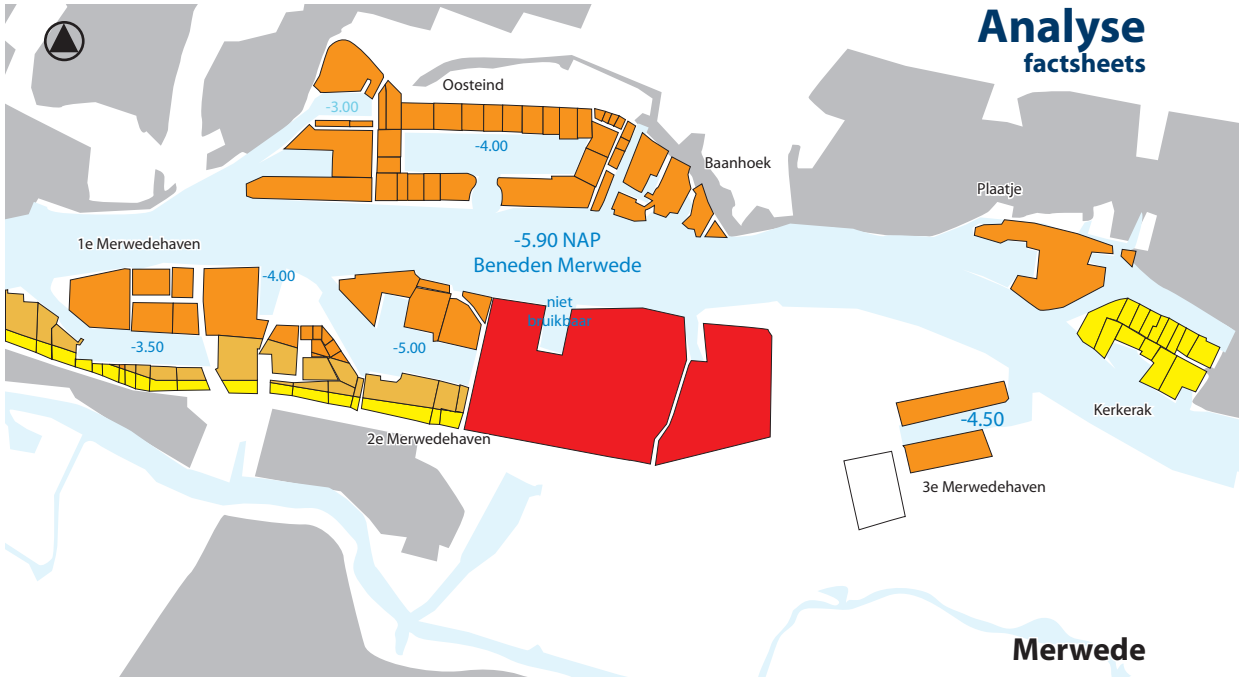 Analyse
factsheets
Oosteind
-3.00
-4.00
Baanhoek
Plaatje
1e Merwedehaven
-5.90 NAP
Beneden Merwede
-4.00
niet
bruikbaar
-3.50
-5.00
Kerkerak
-4.50
2e Merwedehaven
3e Merwedehaven
Merwede